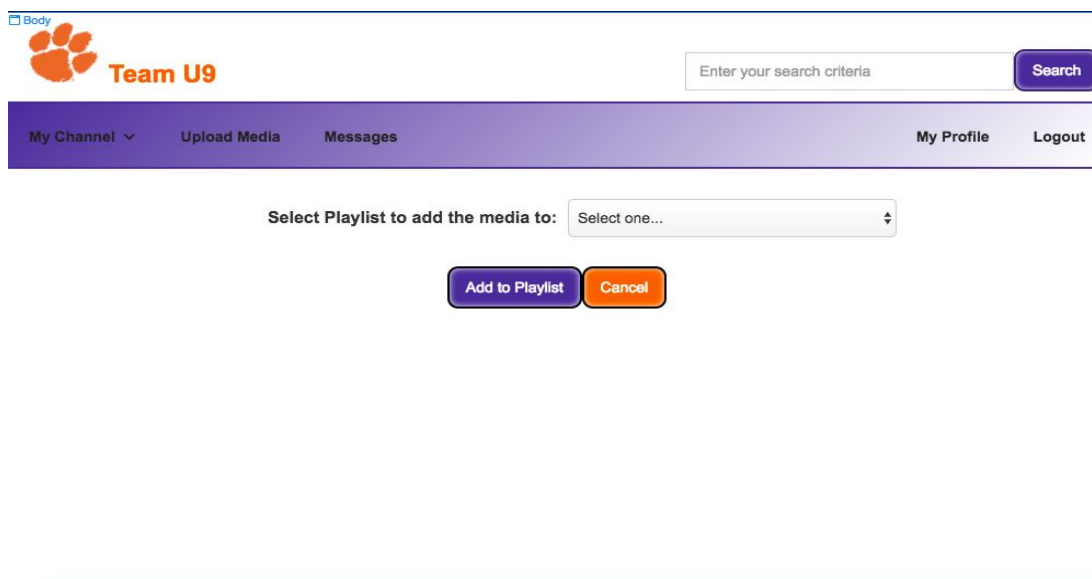 Body
Team U9
Enter your search criteria
Search
My Channel
Upload Media
Messages
My Profile
Logout
Select Playlist to add the media to:
Select one...
Add to Playlist
Cancel